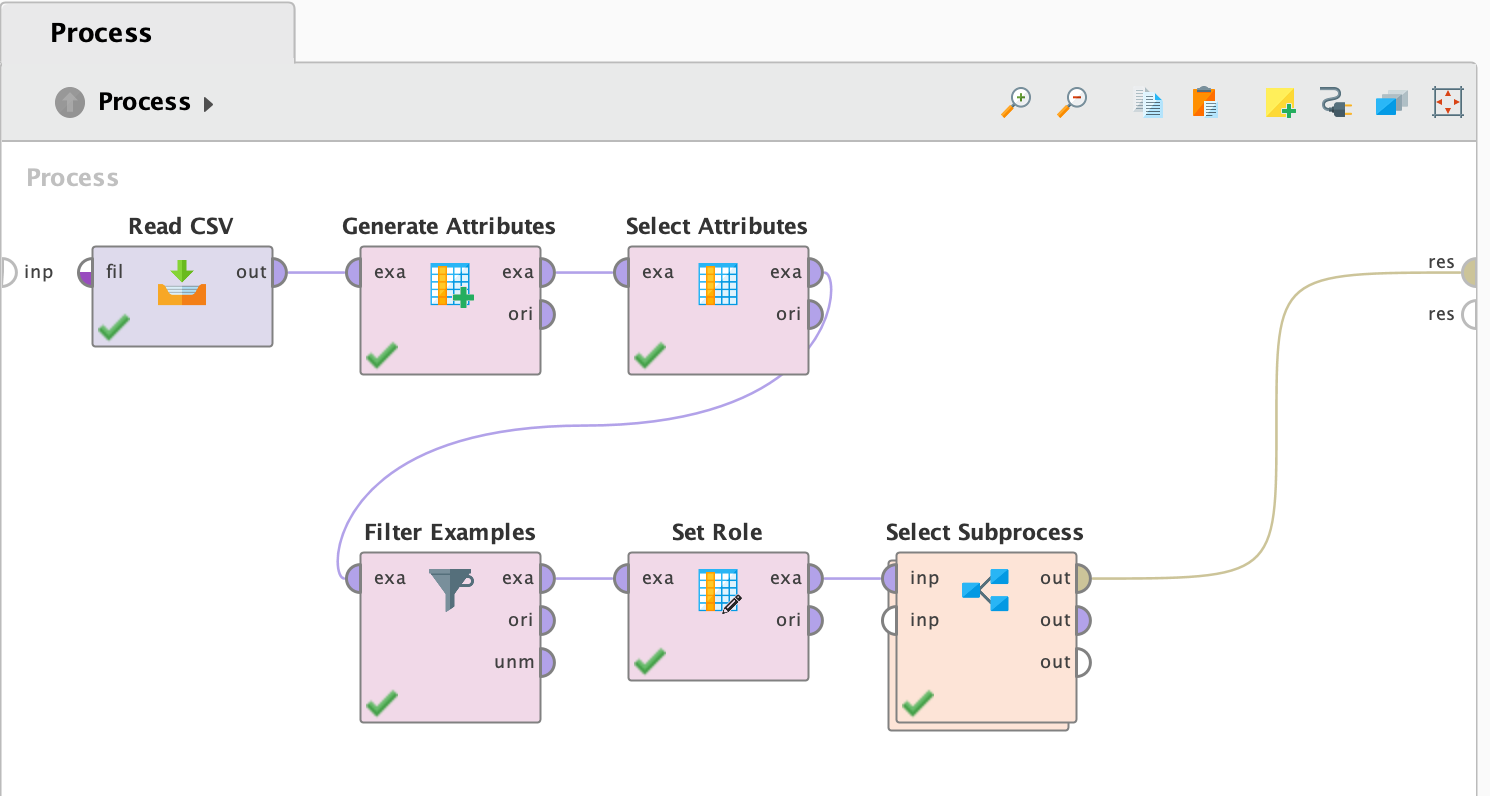 Process
Process
Process
Read CSV
Generate Attributes
Select Attributes
inp
fil
out
exa
exa
ori
exa
exa
ori
res
res
Filter Examples
Set Role
Select Subprocess
exa
exa
ori
unm
exa
exa
ori
inp
out
inp
out
out